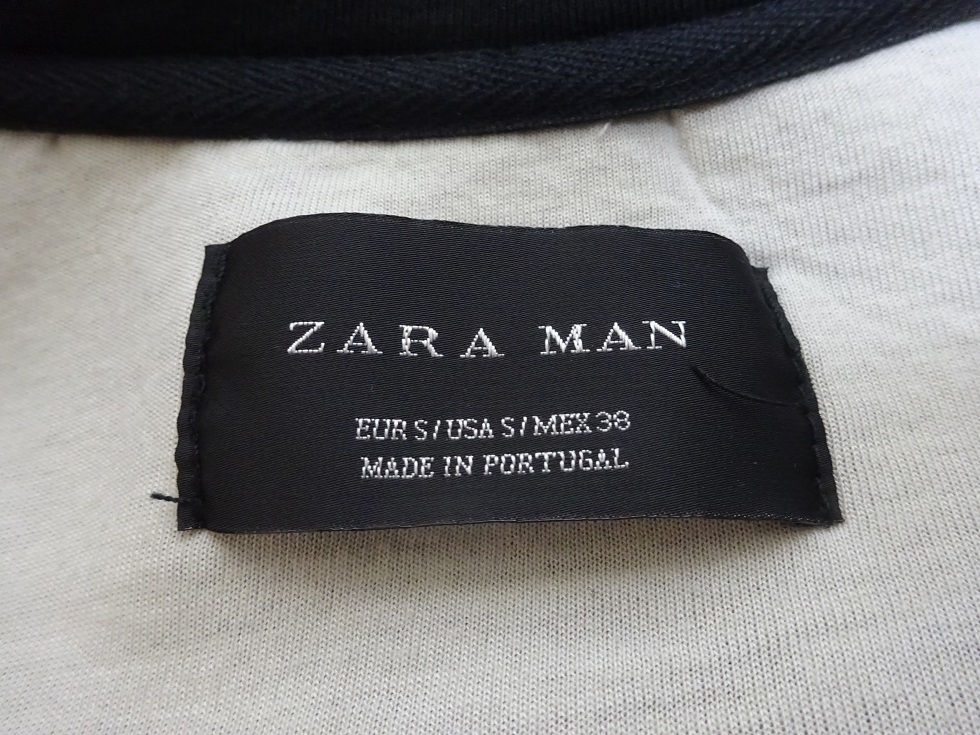 ZARA MAN
EUR S/USA S/MEX 38
MADE IN PORTUGAL